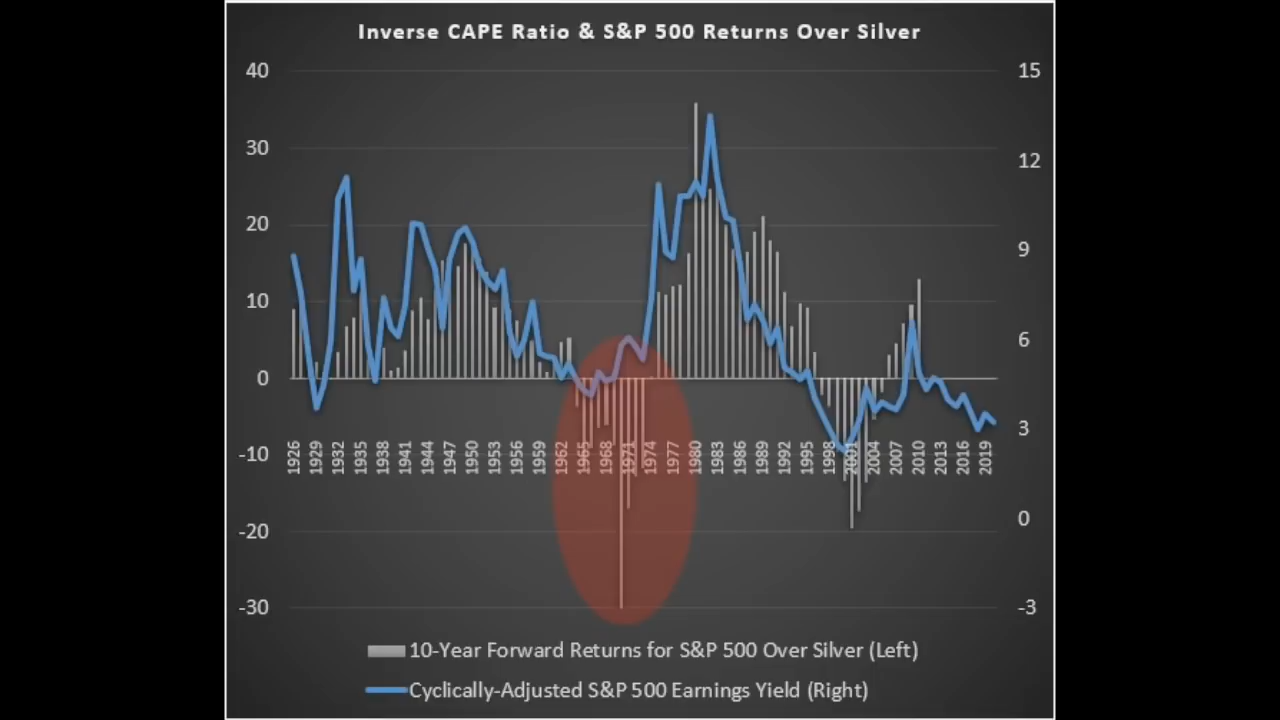 Inverse CAPE Ratio & S&P 500 Returns Over Silver
40 15
30 12
20 9
10 6
0 3
-10 0
-20 -3
-30
1926 1929 1932 1935 1938 1941 1944 1947 1950 1953 1956 1959 1962 1965 1968 1971 1974 1977 1980 1983 1986 1989 1992 1995 1998 2001 2004 2007 2010 2013 2016 2019
10-Year Forward Returns for S&P 500 Over Silver (Left)
Cyclically-Adjusted S&P 500 Earnings Yield (Right)